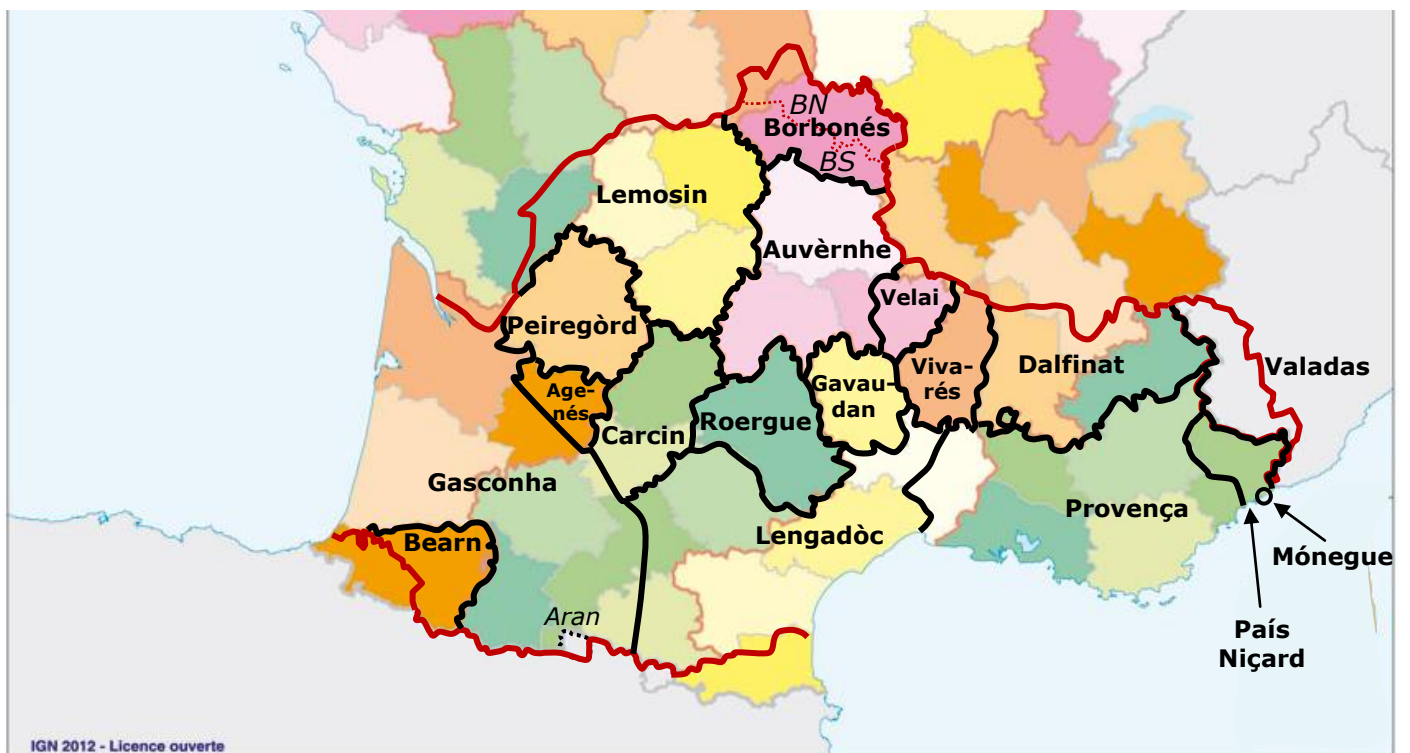 BN
Borbonés
BS
Lemosin
Auvèrnhe
Velai
Peiregòrd
Dalfinat
Valadas
Viva-
rés
Gavau-
dan
Age-
nés
Roergue
Carcin
Gasconha
Provença
Lengadòc
Bearn
Mónegue
Aran
País
Niçard
IGN 2012 - Licence ouverte